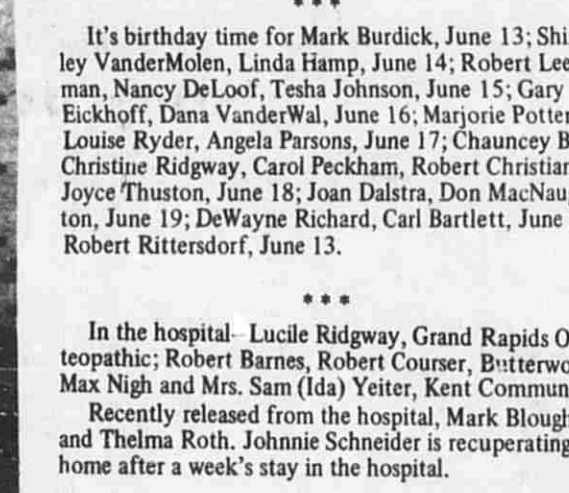 ***
It's birthday time for Mark Burdick, June 13; Shi
ley VanderMolen, Linda Hamp, June 14; Robert Lee
man, Nancy DeLoof, Tesha Johnson, June 15; Gary
Eickhoff, Dana VanderWal, June 16; Marjorie Potter
Louise Ryder, Angela Parsons, June 17; Chauncey B
Christine Ridgway, Carol Peckham, Robert Christian
Joyce Thuston, June 18; Joan Dalstra, Don MacNau
ton, June 19; DeWayne Richard, Carl Bartlett, June
Robert Rittersdorf, June 13.
***
In the hospital- Lucile Ridgway, Grand Rapids O
teopathic; Robert Barnes, Robert Courser, Butterwo
Max Nigh and Mrs. Sam (Ida) Yeiter, Kent Commun
Recently released from the hospital, Mark Blough
and Thelma Roth. Johnnie Schneider is recuperating
home after a week's stay in the hospital.